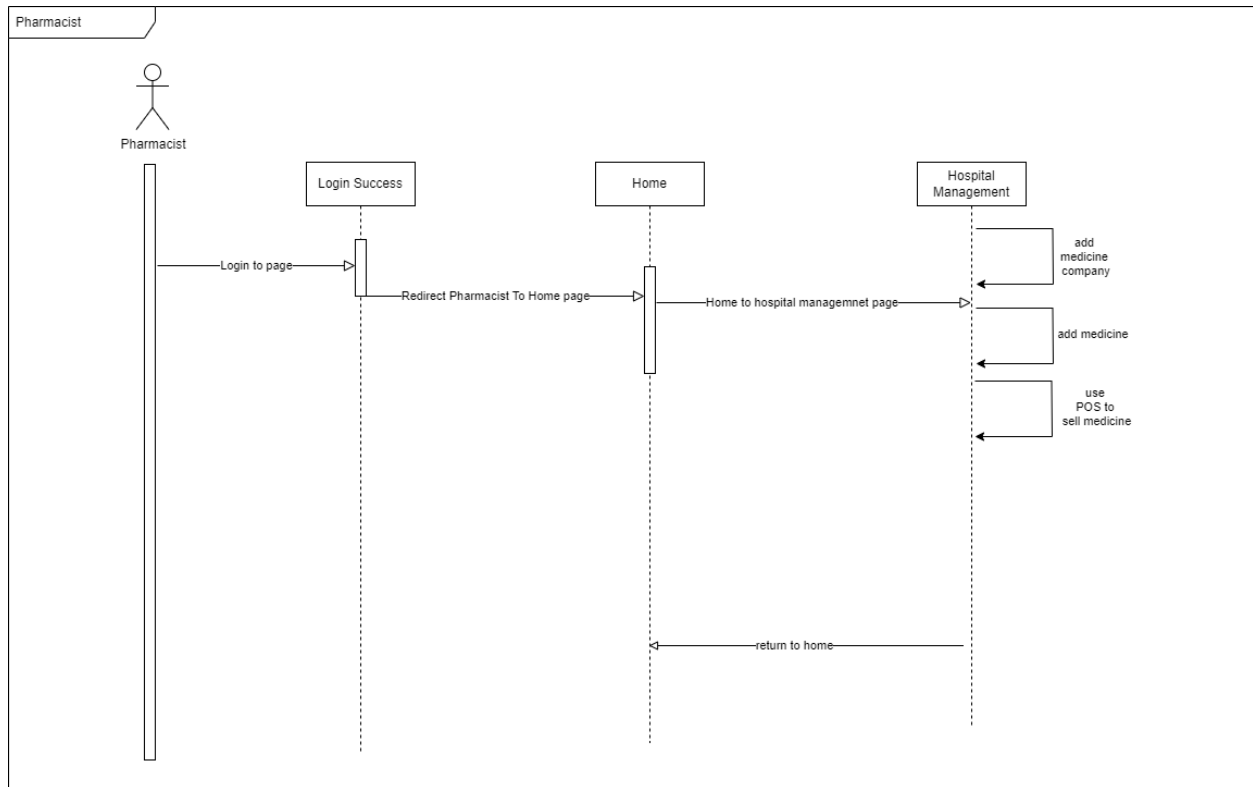 Pharmacist
Pharmacist
Login Success
Home
Hospital
Management
add
medicine
company
Login to page
Redirect Pharmacist To Home page
Home to hospital managemnet page
add medicine
use
POS to
sell medicine
return to home